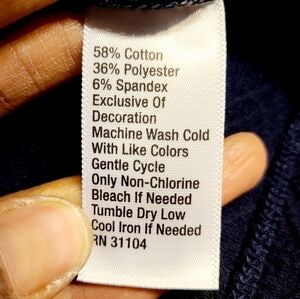 58% Cotton
36% Polyester
6% Spandex
Exclusive Of
Decoration
Machine Wash Cold
With Like Colors
Gentle Cycle
Only Non-Chlorine
Bleach If Needed
Tumble Dry Low
Cool Iron If Needed
RN 31104